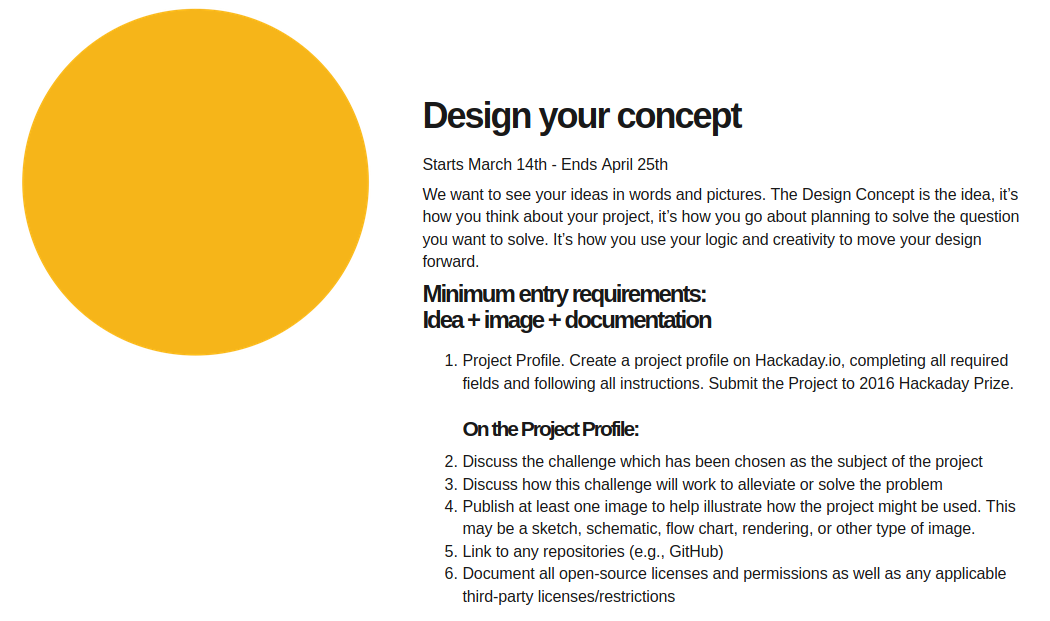 Design your concept
Starts March 14th - Ends April 25th
We want to see your ideas in words and pictures. The Design Concept is the idea, it’s
how you think about your project, it’s how you go about planning to solve the question
you want to solve. It’s how you use your logic and creativity to move your design
forward.
Minimum entry requirements:
Idea + image + documentation
1. Project Profile. Create a project profile on Hackaday.io, completing all required
fields and following all instructions. Submit the Project to 2016 Hackaday Prize.
On the Project Profile:
2. Discuss the challenge which has been chosen as the subject of the project
3. Discuss how this challenge will work to alleviate or solve the problem
4. Publish at least one image to help illustrate how the project might be used. This
may be a sketch, schematic, flow chart, rendering, or other type of image.
5. Link to any repositories (e.g., GitHub)
6. Document all open-source licenses and permissions as well as any applicable
third-party licenses/restrictions